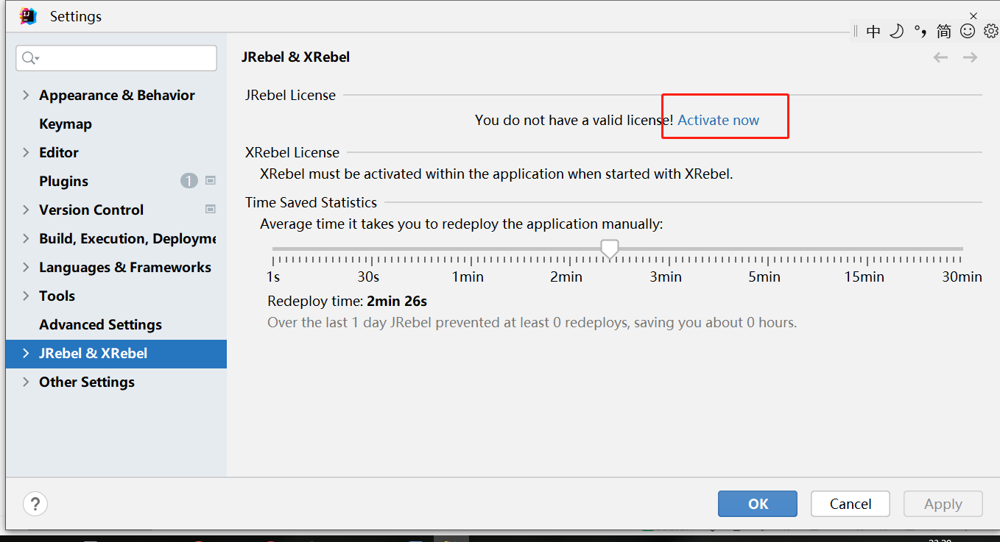 Settings
中 简
JRebel & XRebel
Appearance & Behavior
Keymap
Editor
Plugins 1
Version Control
Build, Execution, Deployme
Languages & Frameworks
Tools
Advanced Settings
JRebel & XRebel
Other Settings
JRebel License
You do not have a valid license! Activate now
XRebel License
XRebel must be activated within the application when started with XRebel.
Time Saved Statistics
Average time it takes you to redeploy the application manually:
1s 30s 1min 2min 3min 5min 15min 30min
Redeploy time: 2min 26s
Over the last 1 day JRebel prevented at least 0 redeploys, saving you about 0 hours.
? OK Cancel Apply